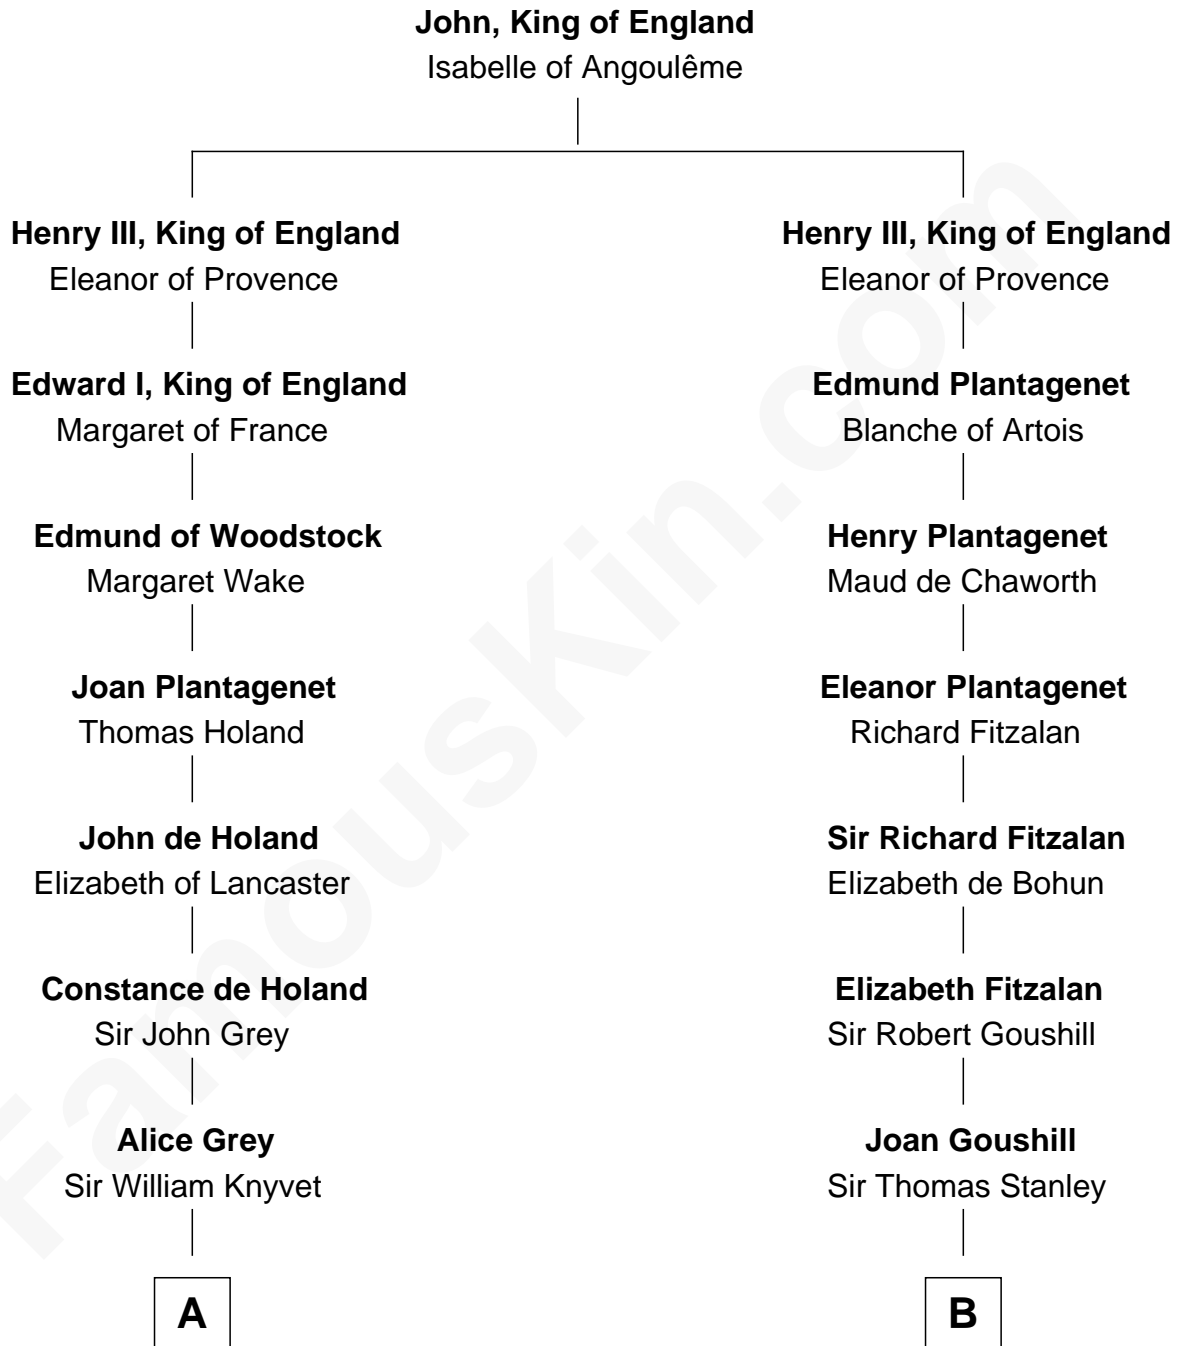 John, King of England
Isabelle of Angoulême
Henry III, King of England
Eleanor of Provence
Henry III, King of England
Eleanor of Provence
Edward I, King of England
Margaret of France
Edmund Plantagenet
Blanche of Artois
Edmund of Woodstock
Margaret Wake
Henry Plantagenet
Maud de Chaworth
Joan Plantagenet
Thomas Holand
Eleanor Plantagenet
Richard Fitzalan
John de Holand
Elizabeth of Lancaster
Sir Richard Fitzalan
Elizabeth de Bohun
Constance de Holand
Sir John Grey
Elizabeth Fitzalan
Sir Robert Goushill
Alice Grey
Sir William Knyvet
Joan Goushill
Sir Thomas Stanley
A
B
FamousKin.com